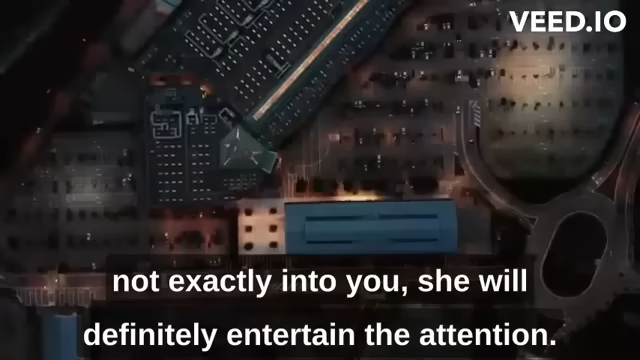 VEED.IO
not exactly into you, she will
definitely entertain the attention.